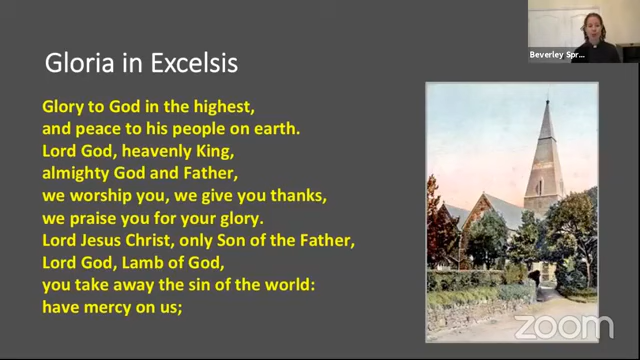 Gloria in Excelsis
Glory to God in the highest,
and peace to his people on earth.
Lord God, heavenly King,
almighty God and Father,
we worship you, we give you thanks,
we praise you for your glory.
Lord Jesus Christ, only Son of the Father,
Lord God, Lamb of God,
you take away the sin of the world:
have mercy on us;
Beverley Spr...
zoom